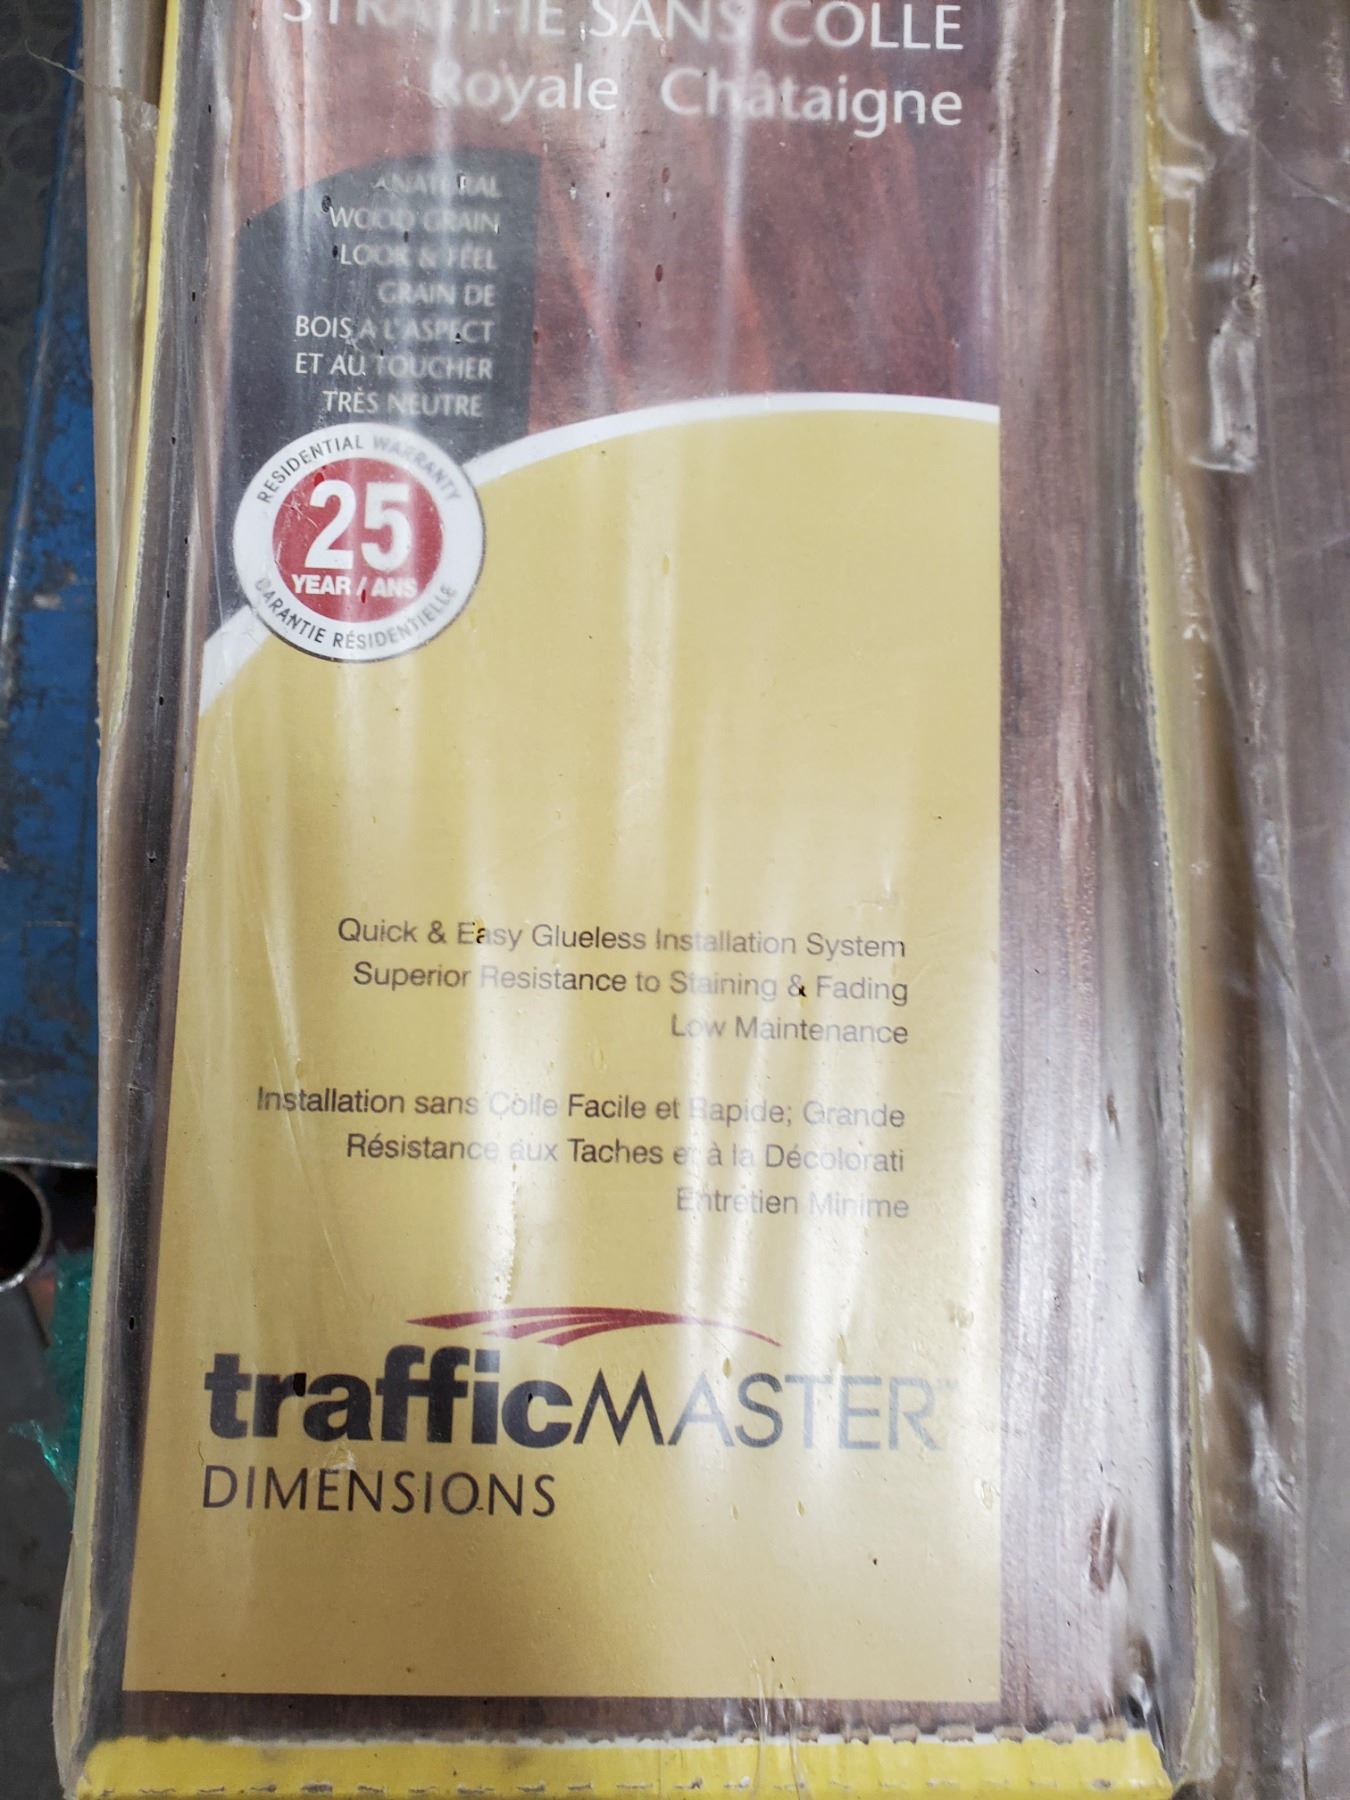 STRATIFIÉ SANS COLLE
Royale Châtaigne
NATURAL
WOOD GRAIN
LOOK & FEEL
GRAIN DE
BOIS A L'ASPECT
ET AU TOUCHER
TRÈS NEUTRE
RESIDENTIAL WARRANTY
25
YEAR / ANS
GARANTIE RÉSIDENTIELLE
Quick & Easy Glueless Installation System
Superior Resistance to Staining & Fading
Low Maintenance
Installation sans Colle Facile et Rapide; Grande
Résistance aux Taches et à la Décolorati
Entretien Minime
trafficMASTER™
DIMENSIONS